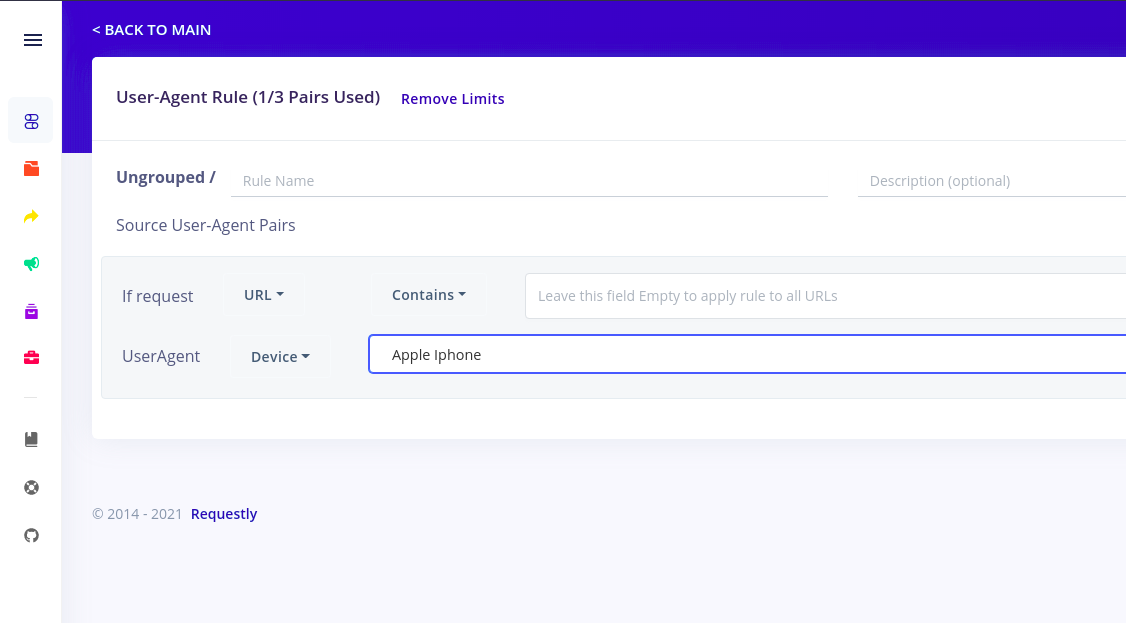 < BACK TO MAIN
User-Agent Rule (1/3 Pairs Used) Remove Limits
Ungrouped / Rule Name Description (optional)
Source User-Agent Pairs
If request URL Contains Leave this field Empty to apply rule to all URLs
UserAgent Device Apple Iphone
© 2014 - 2021 Requestly